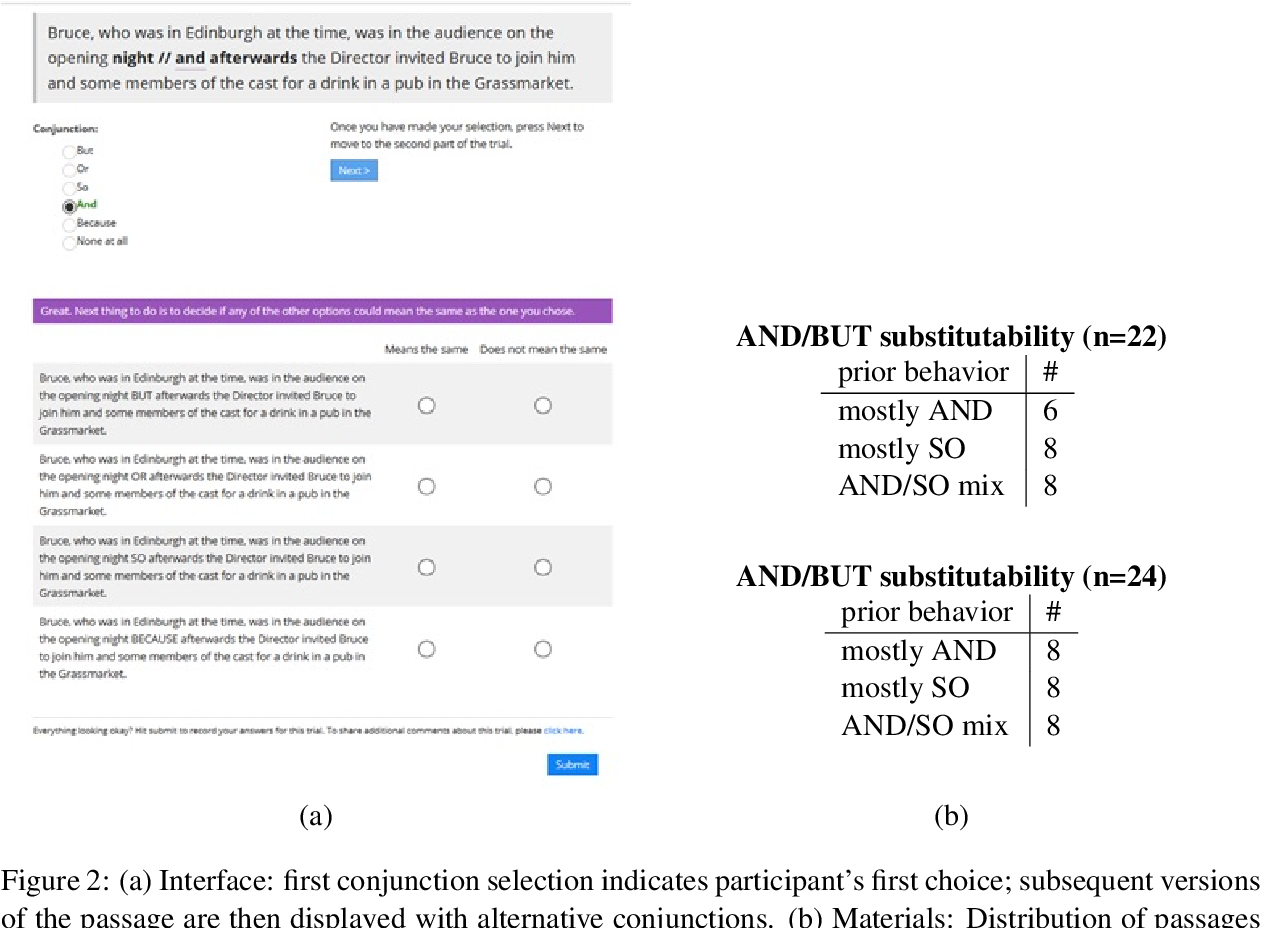 Bruce, who was in Edinburgh at the time, was in the audience on the
opening night // and afterwards the Director invited Bruce to join him
and some members of the cast for a drink in a pub in the Grassmarket.
Conjunction:
But
Or
So
And
Because
None at all
Once you have made your selection, press Next to
move to the second part of the trial.
Next >
Great. Next thing to do is to decide if any of the other options could mean the same as the one you chose.
Means the same Does not mean the same
Bruce, who was in Edinburgh at the time, was in the audience on
the opening night BUT afterwards the Director invited Bruce to
join him and some members of the cast for a drink in a pub in the
Grassmarket.
Bruce, who was in Edinburgh at the time, was in the audience on
the opening night OR afterwards the Director invited Bruce to join
him and some members of the cast for a drink in a pub in the
Grassmarket.
Bruce, who was in Edinburgh at the time, was in the audience on
the opening night SO afterwards the Director invited Bruce to join
him and some members of the cast for a drink in a pub in the
Grassmarket.
Bruce, who was in Edinburgh at the time, was in the audience on
the opening night BECAUSE afterwards the Director invited Bruce
to join him and some members of the cast for a drink in a pub in
the Grassmarket.
Everything looking okay? Hit submit to record your answers for this trial. To share additional comments about this trial, please click here.
Submit
(a)
AND/BUT substitutability (n=22)
prior behavior #
mostly AND 6
mostly SO 8
AND/SO mix 8
AND/BUT substitutability (n=24)
prior behavior #
mostly AND 8
mostly SO 8
AND/SO mix 8
(b)
Figure 2: (a) Interface: first conjunction selection indicates participant's first choice; subsequent versions
of the passage are then displayed with alternative conjunctions. (b) Materials: Distribution of passages